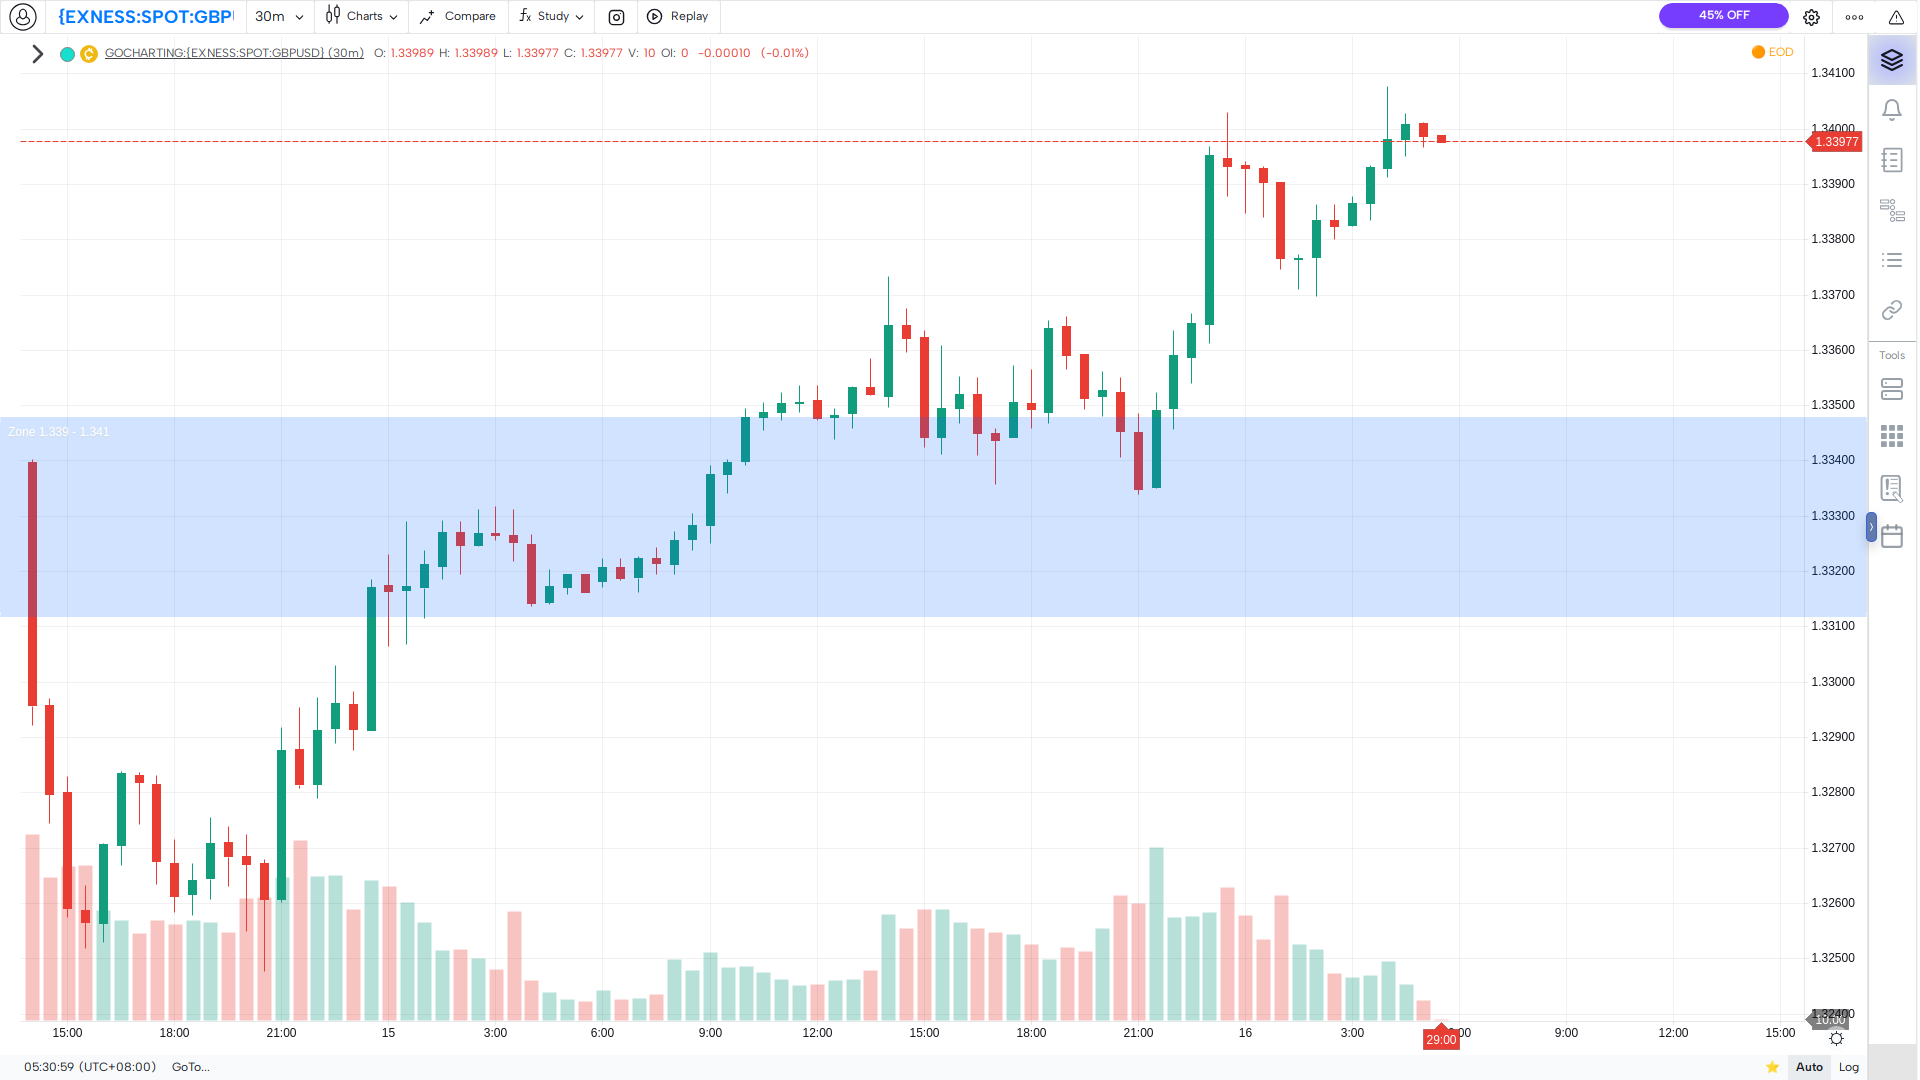 {EXNESS:SPOT:GBP
30m
Charts
Compare
Study
Replay
45% OFF
GOCHARTING:{EXNESS:SPOT:GBPUSD} (30m) O: 1.33989 H: 1.33989 L: 1.33977 C: 1.33977 V: 10 OI: 0 -0.00010 (-0.01%)
EOD
1.34100
1.34000
1.33977
1.33900
1.33800
1.33700
1.33600
1.33500
1.33400
1.33300
1.33200
1.33100
1.33000
1.32900
1.32800
1.32700
1.32600
1.32500
1.32400
10.00
Tools
Zone 1.339 - 1.341
15:00 18:00 21:00 15 3:00 6:00 9:00 12:00 15:00 18:00 21:00 16 3:00 9:00 12:00 15:00
29:00
05:30:59 (UTC+08:00) GoTo...
Auto Log